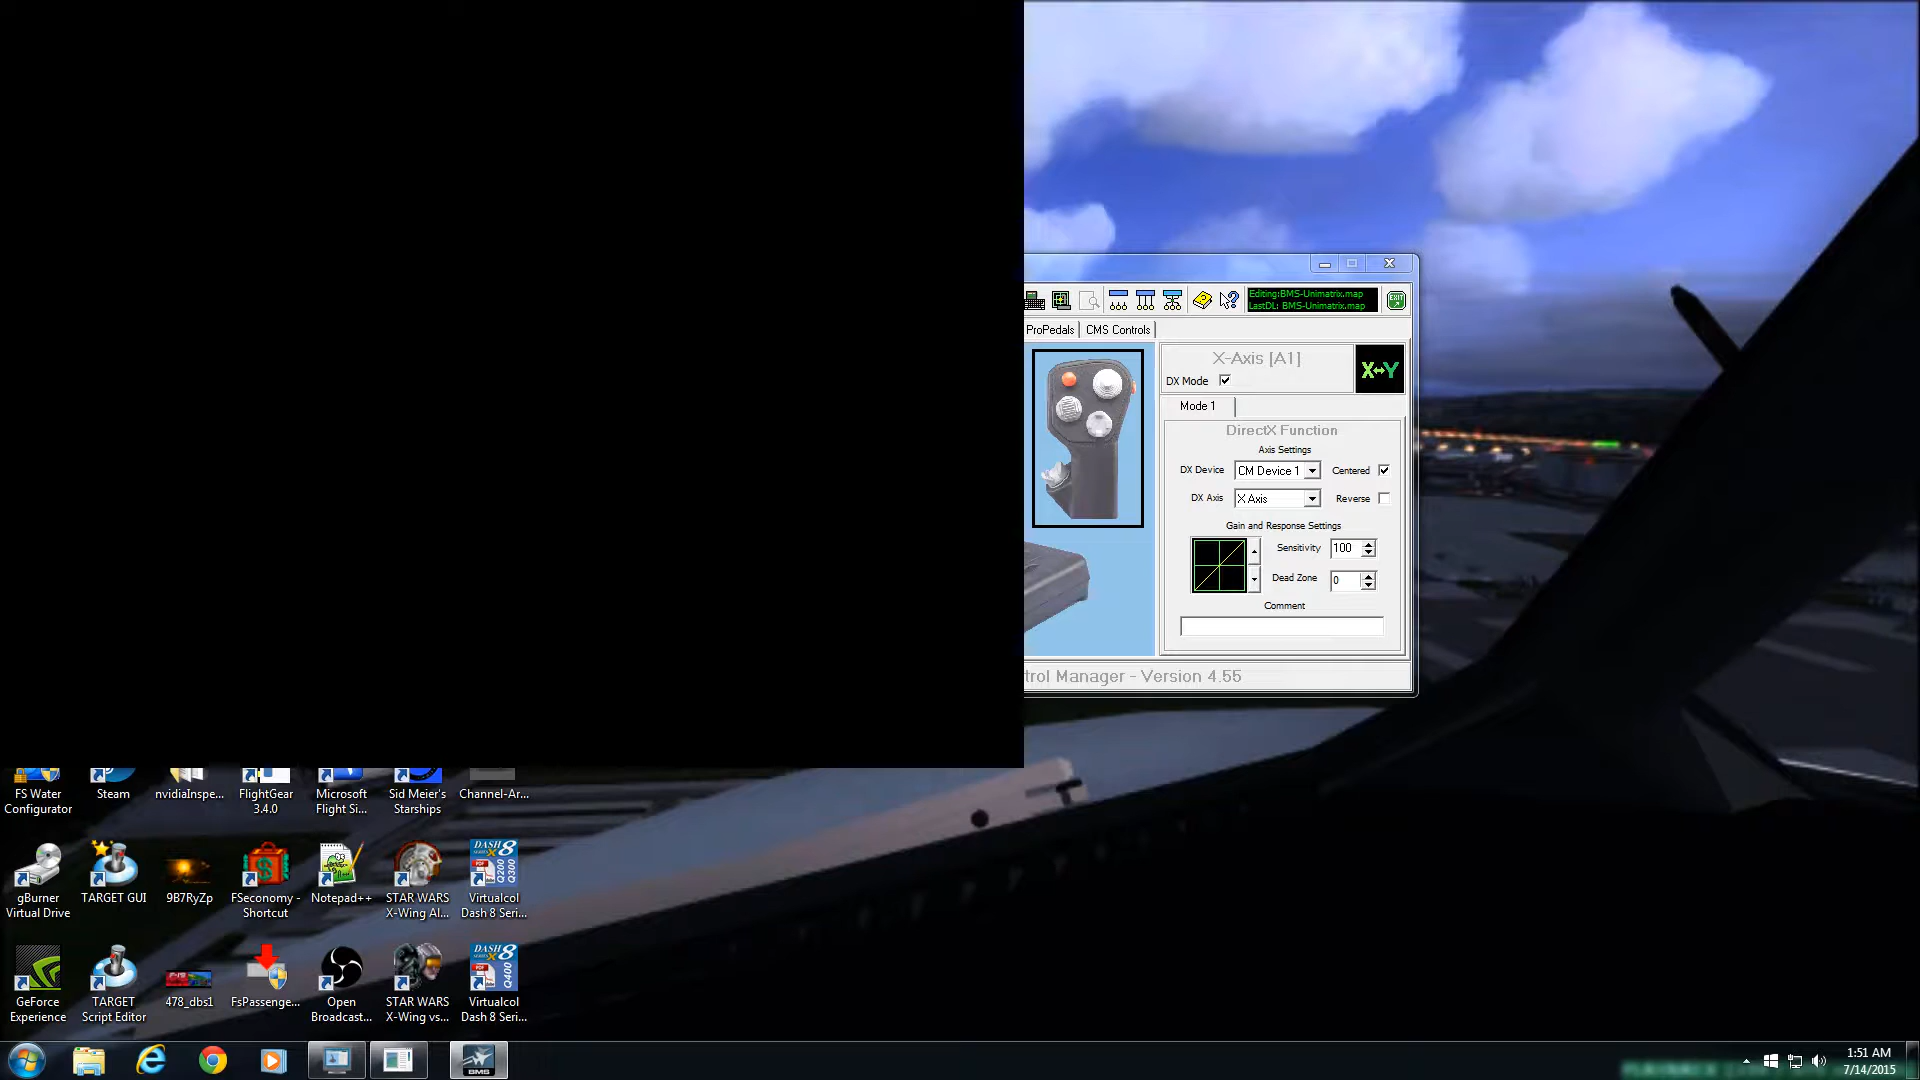 Editing:BMS-Unimatrix.map
LastDL: BMS-Unimatrix.map
EXIT
ProPedals
CMS Controls
X-Axis [A1]
DX Mode
X↔Y
Mode 1
DirectX Function
Axis Settings
DX Device
CM Device 1
Centered
DX Axis
X Axis
Reverse
Gain and Response Settings
Sensitivity
100
Dead Zone
0
Comment
trol Manager - Version 4.55
FS Water
Configurator
Steam
nvidiaInspe...
FlightGear
3.4.0
Microsoft
Flight Si...
Sid Meier's
Starships
Channel-Ar...
gBurner
Virtual Drive
TARGET GUI
9B7RyZp
FSeconomy -
Shortcut
Notepad++
STAR WARS
X-Wing Al...
DASH 8
Q200
Q300
Virtualcol
Dash 8 Seri...
GeForce
Experience
TARGET
Script Editor
478_dbs1
FsPassenge...
Open
Broadcast...
STAR WARS
X-Wing vs...
DASH 8
Q400
Virtualcol
Dash 8 Seri...
BMS
1:51 AM
7/14/2015